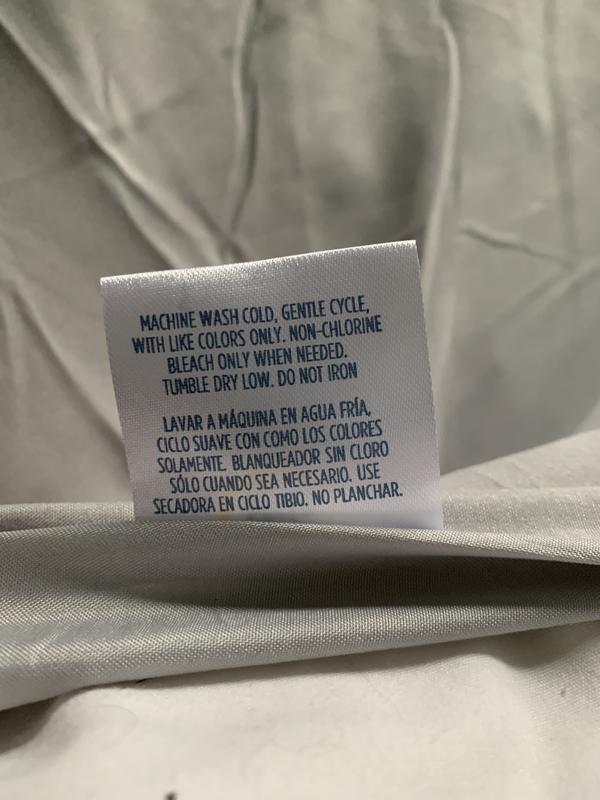 MACHINE WASH COLD, GENTLE CYCLE,
WITH LIKE COLORS ONLY. NON-CHLORINE
BLEACH ONLY WHEN NEEDED.
TUMBLE DRY LOW. DO NOT IRON
LAVAR A MÁQUINA EN AGUA FRÍA,
CICLO SUAVE CON COMO LOS COLORES
SOLAMENTE. BLANQUEADOR SIN CLORO
SÓLO CUANDO SEA NECESARIO. USE
SECADORA EN CICLO TIBIO. NO PLANCHAR.